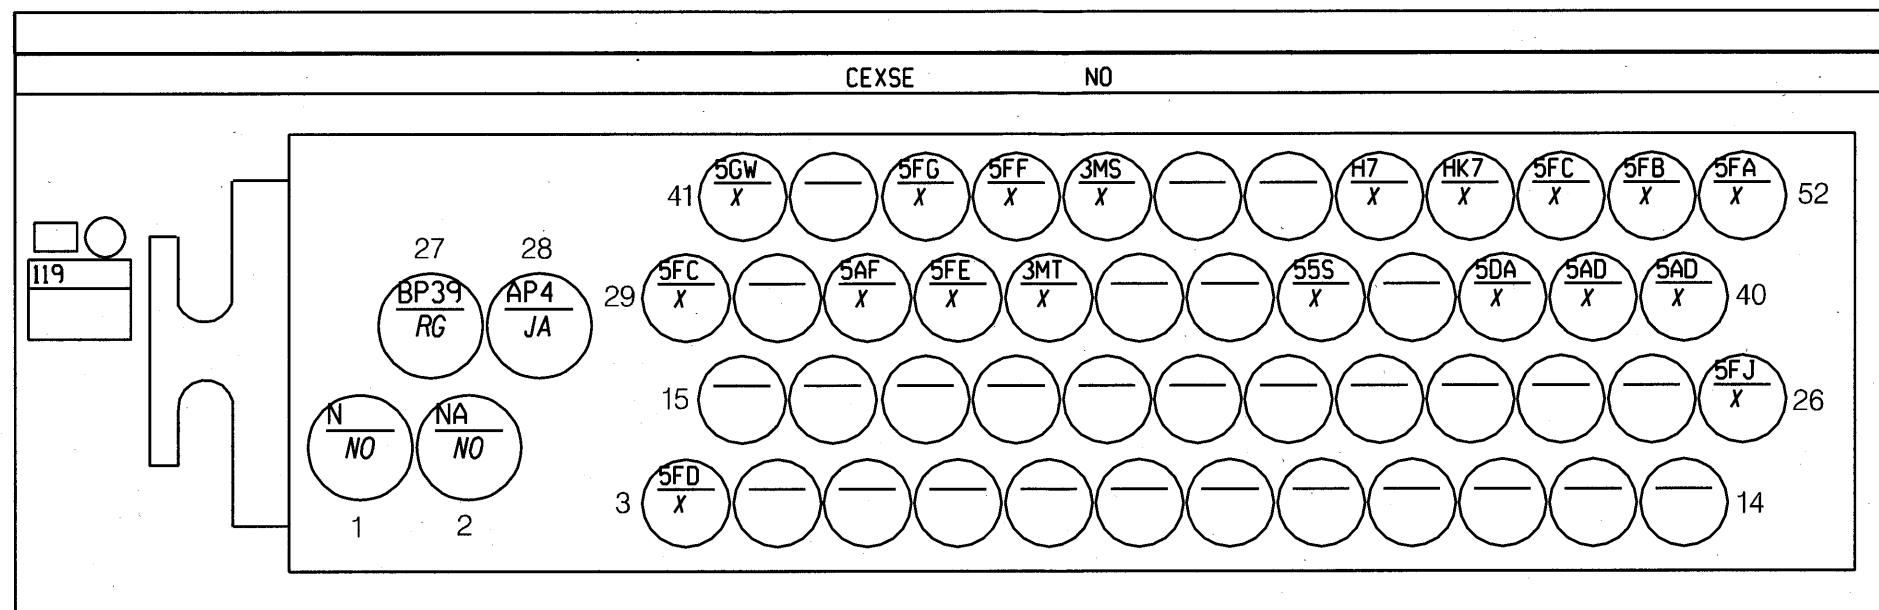 CEXSE NO
41 5GW X 5FG X 5FF X 3MS X H7 X HK7 X 5FC X 5FB X 5FA X 52
119
27 28
BP39 RG AP4 JA
29 5FC X 5AF X 5FE X 3MT X 55S X 5DA X 5AD X 5AD X 40
15 5FJ X 26
N NO NA NO
3 5FD X 14
1 2